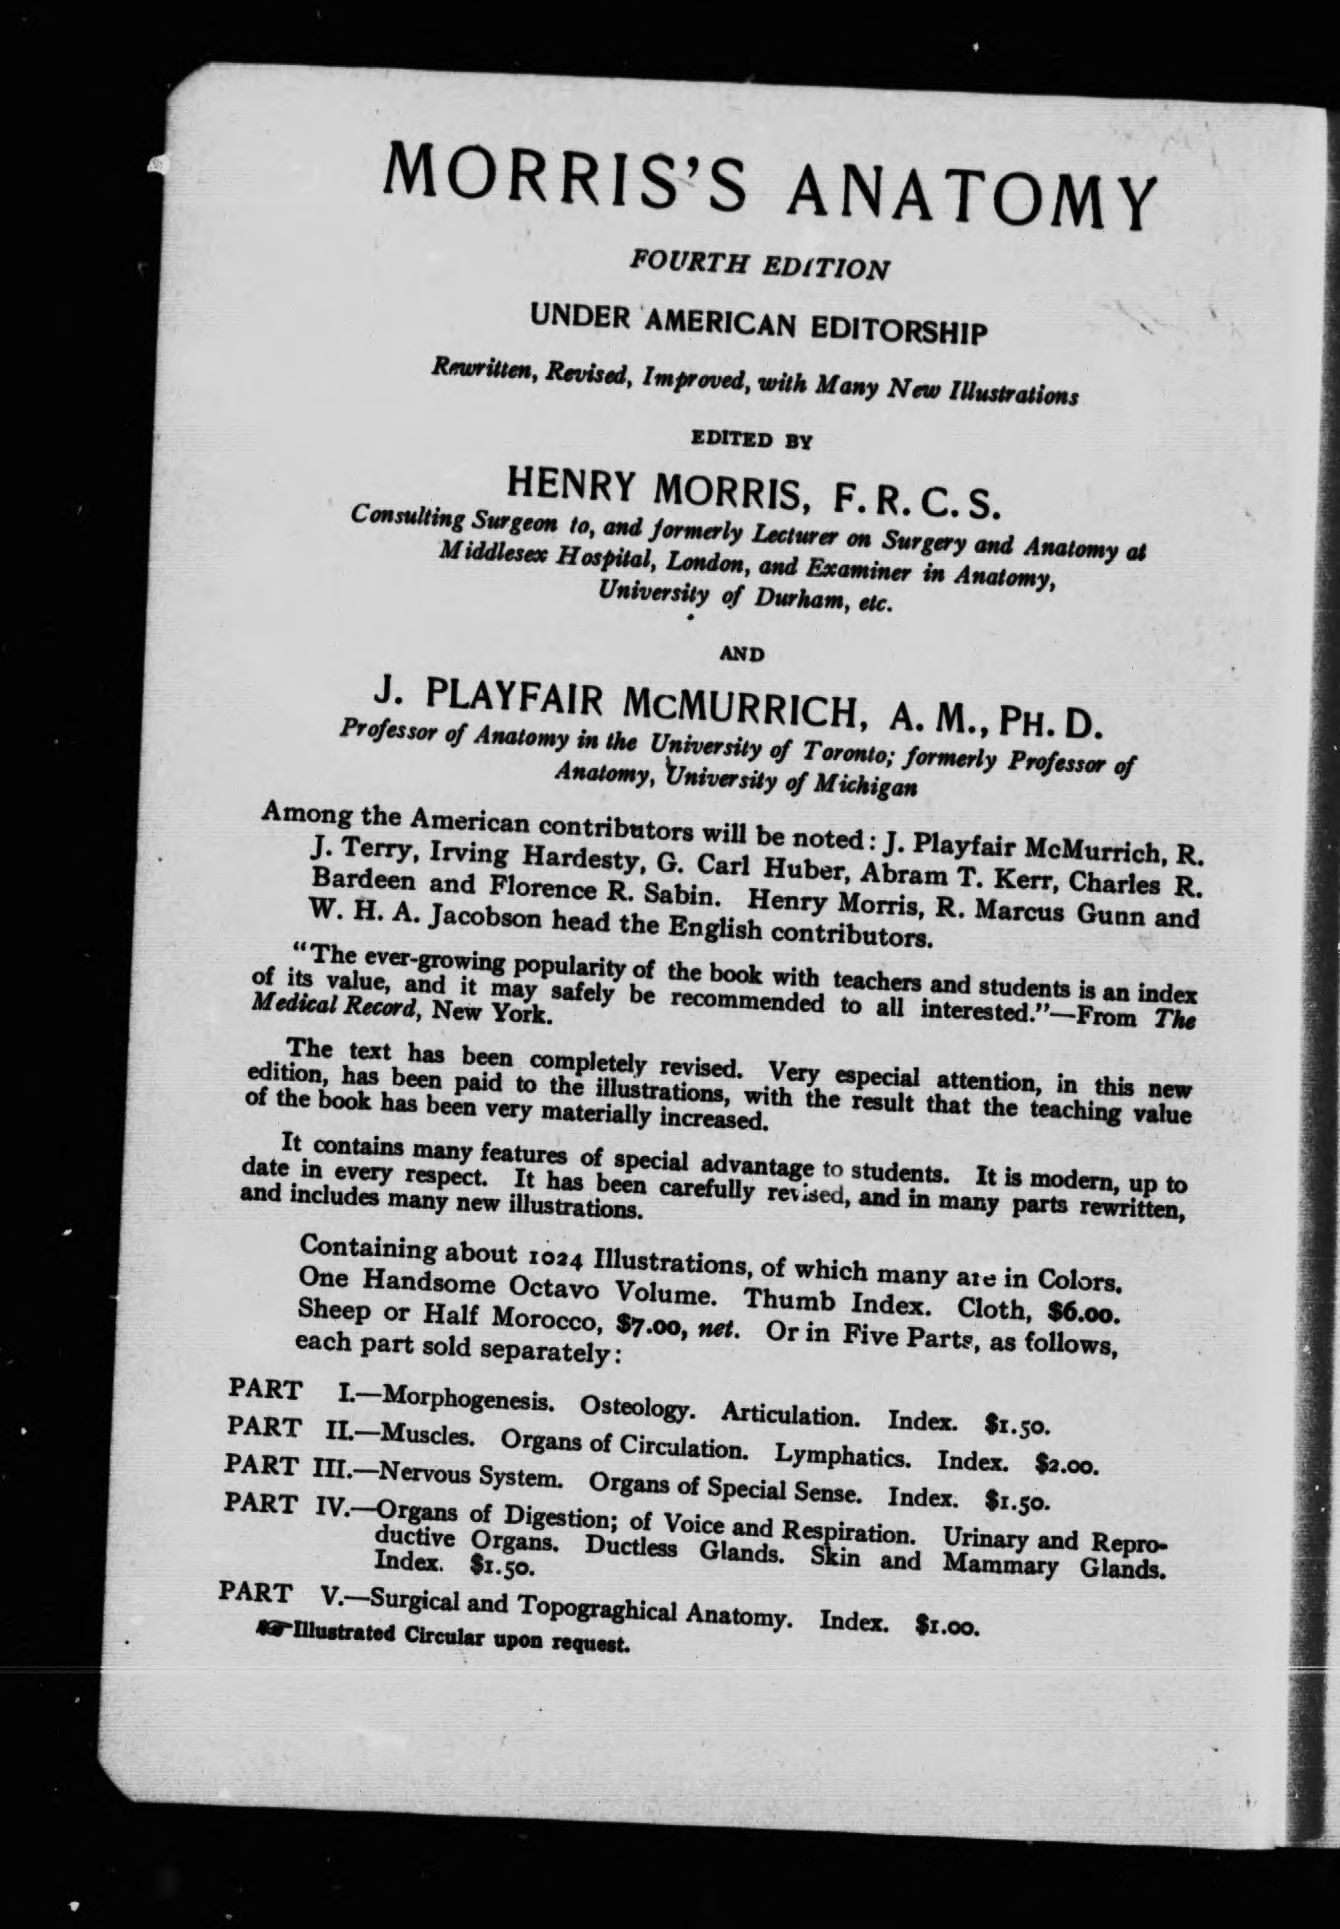 MORRIS'S ANATOMY
FOURTH EDITION
UNDER AMERICAN EDITORSHIP
Rewritten, Revised, Improved, with Many New Illustrations
EDITED BY
HENRY MORRIS, F. R. C. S.
Consulting Surgeon to, and formerly Lecturer on Surgery and Anatomy at
Middlesex Hospital, London, and Examiner in Anatomy,
University of Durham, etc.
AND
J. PLAYFAIR McMURRICH, A. M., PH. D.
Professor of Anatomy in the University of Toronto; formerly Professor of
Anatomy, University of Michigan
Among the American contributors will be noted: J. Playfair McMurrich, R.
J. Terry, Irving Hardesty, G. Carl Huber, Abram T. Kerr, Charles R.
Bardeen and Florence R. Sabin. Henry Morris, R. Marcus Gunn and
W. H. A. Jacobson head the English contributors.
"The ever-growing popularity of the book with teachers and students is an index
of its value, and it may safely be recommended to all interested."—From The
Medical Record, New York.
The text has been completely revised. Very especial attention, in this new
edition, has been paid to the illustrations, with the result that the teaching value
of the book has been very materially increased.
It contains many features of special advantage to students. It is modern, up to
date in every respect. It has been carefully revised, and in many parts rewritten,
and includes many new illustrations.
Containing about 1024 Illustrations, of which many are in Colors.
One Handsome Octavo Volume. Thumb Index. Cloth, $6.00.
Sheep or Half Morocco, $7.00, net. Or in Five Parts, as follows,
each part sold separately:
PART I.—Morphogenesis. Osteology. Articulation. Index. $1.50.
PART II.—Muscles. Organs of Circulation. Lymphatics. Index. $2.00.
PART III.—Nervous System. Organs of Special Sense. Index. $1.50.
PART IV.—Organs of Digestion; of Voice and Respiration. Urinary and Repro-
ductive Organs. Ductless Glands. Skin and Mammary Glands.
Index. $1.50.
PART V.—Surgical and Topograghical Anatomy. Index. $1.00.
☞Illustrated Circular upon request.